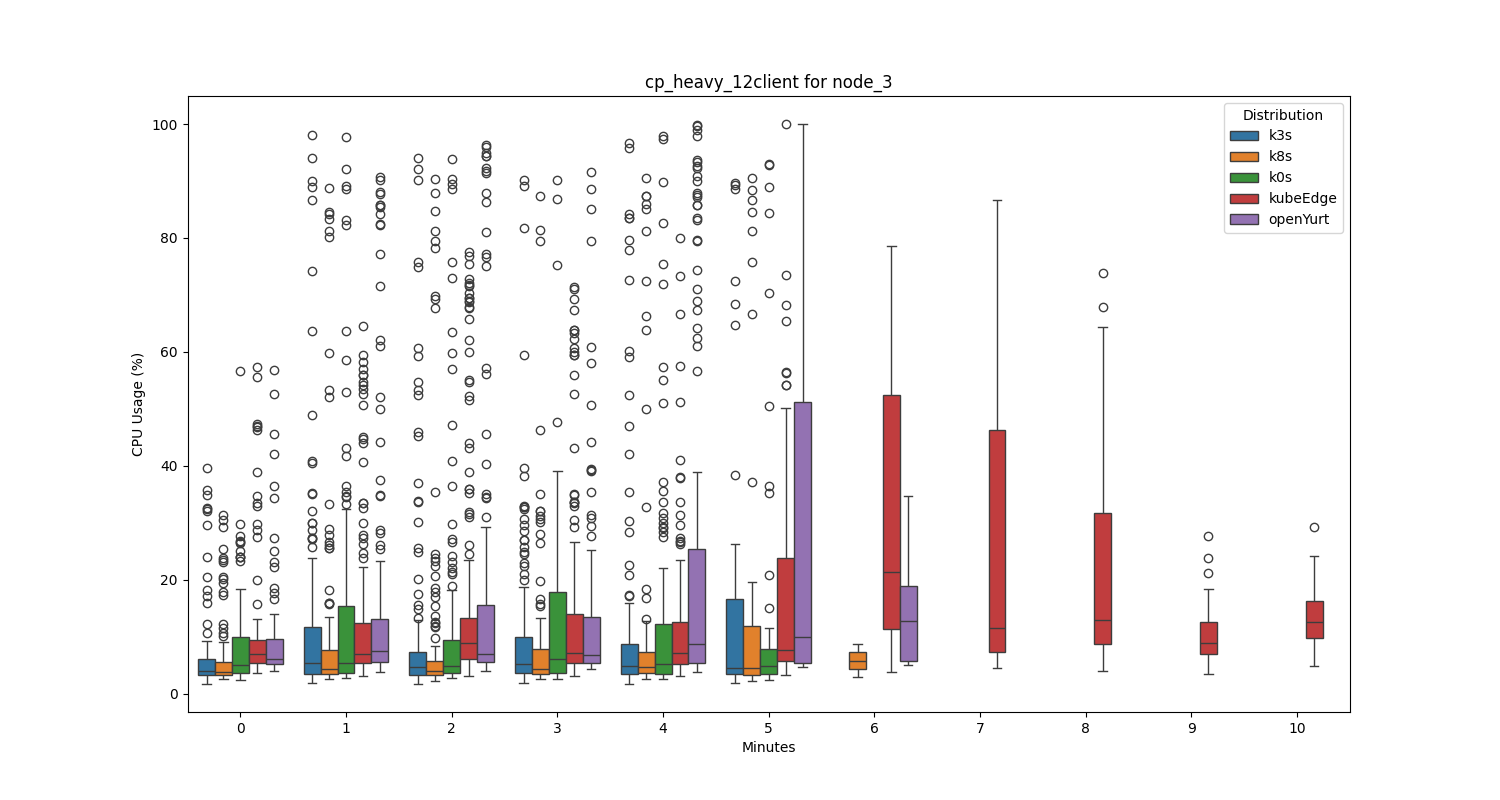 cp_heavy_12client for node_3
Distribution
k3s
k8s
k0s
kubeEdge
openYurt
CPU Usage (%)
100
80
60
40
20
0
0 1 2 3 4 5 6 7 8 9 10
Minutes